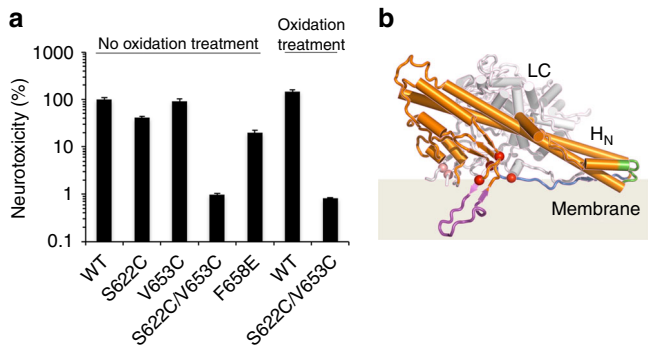 a
Oxidation
No oxidation treatment treatment
Neurotoxicity (%)
1000
100
10
1
0.1
WT
S622C
V653C
S622C/V653C
F658E
WT
S622C/V653C
b
LC
H_N
Membrane